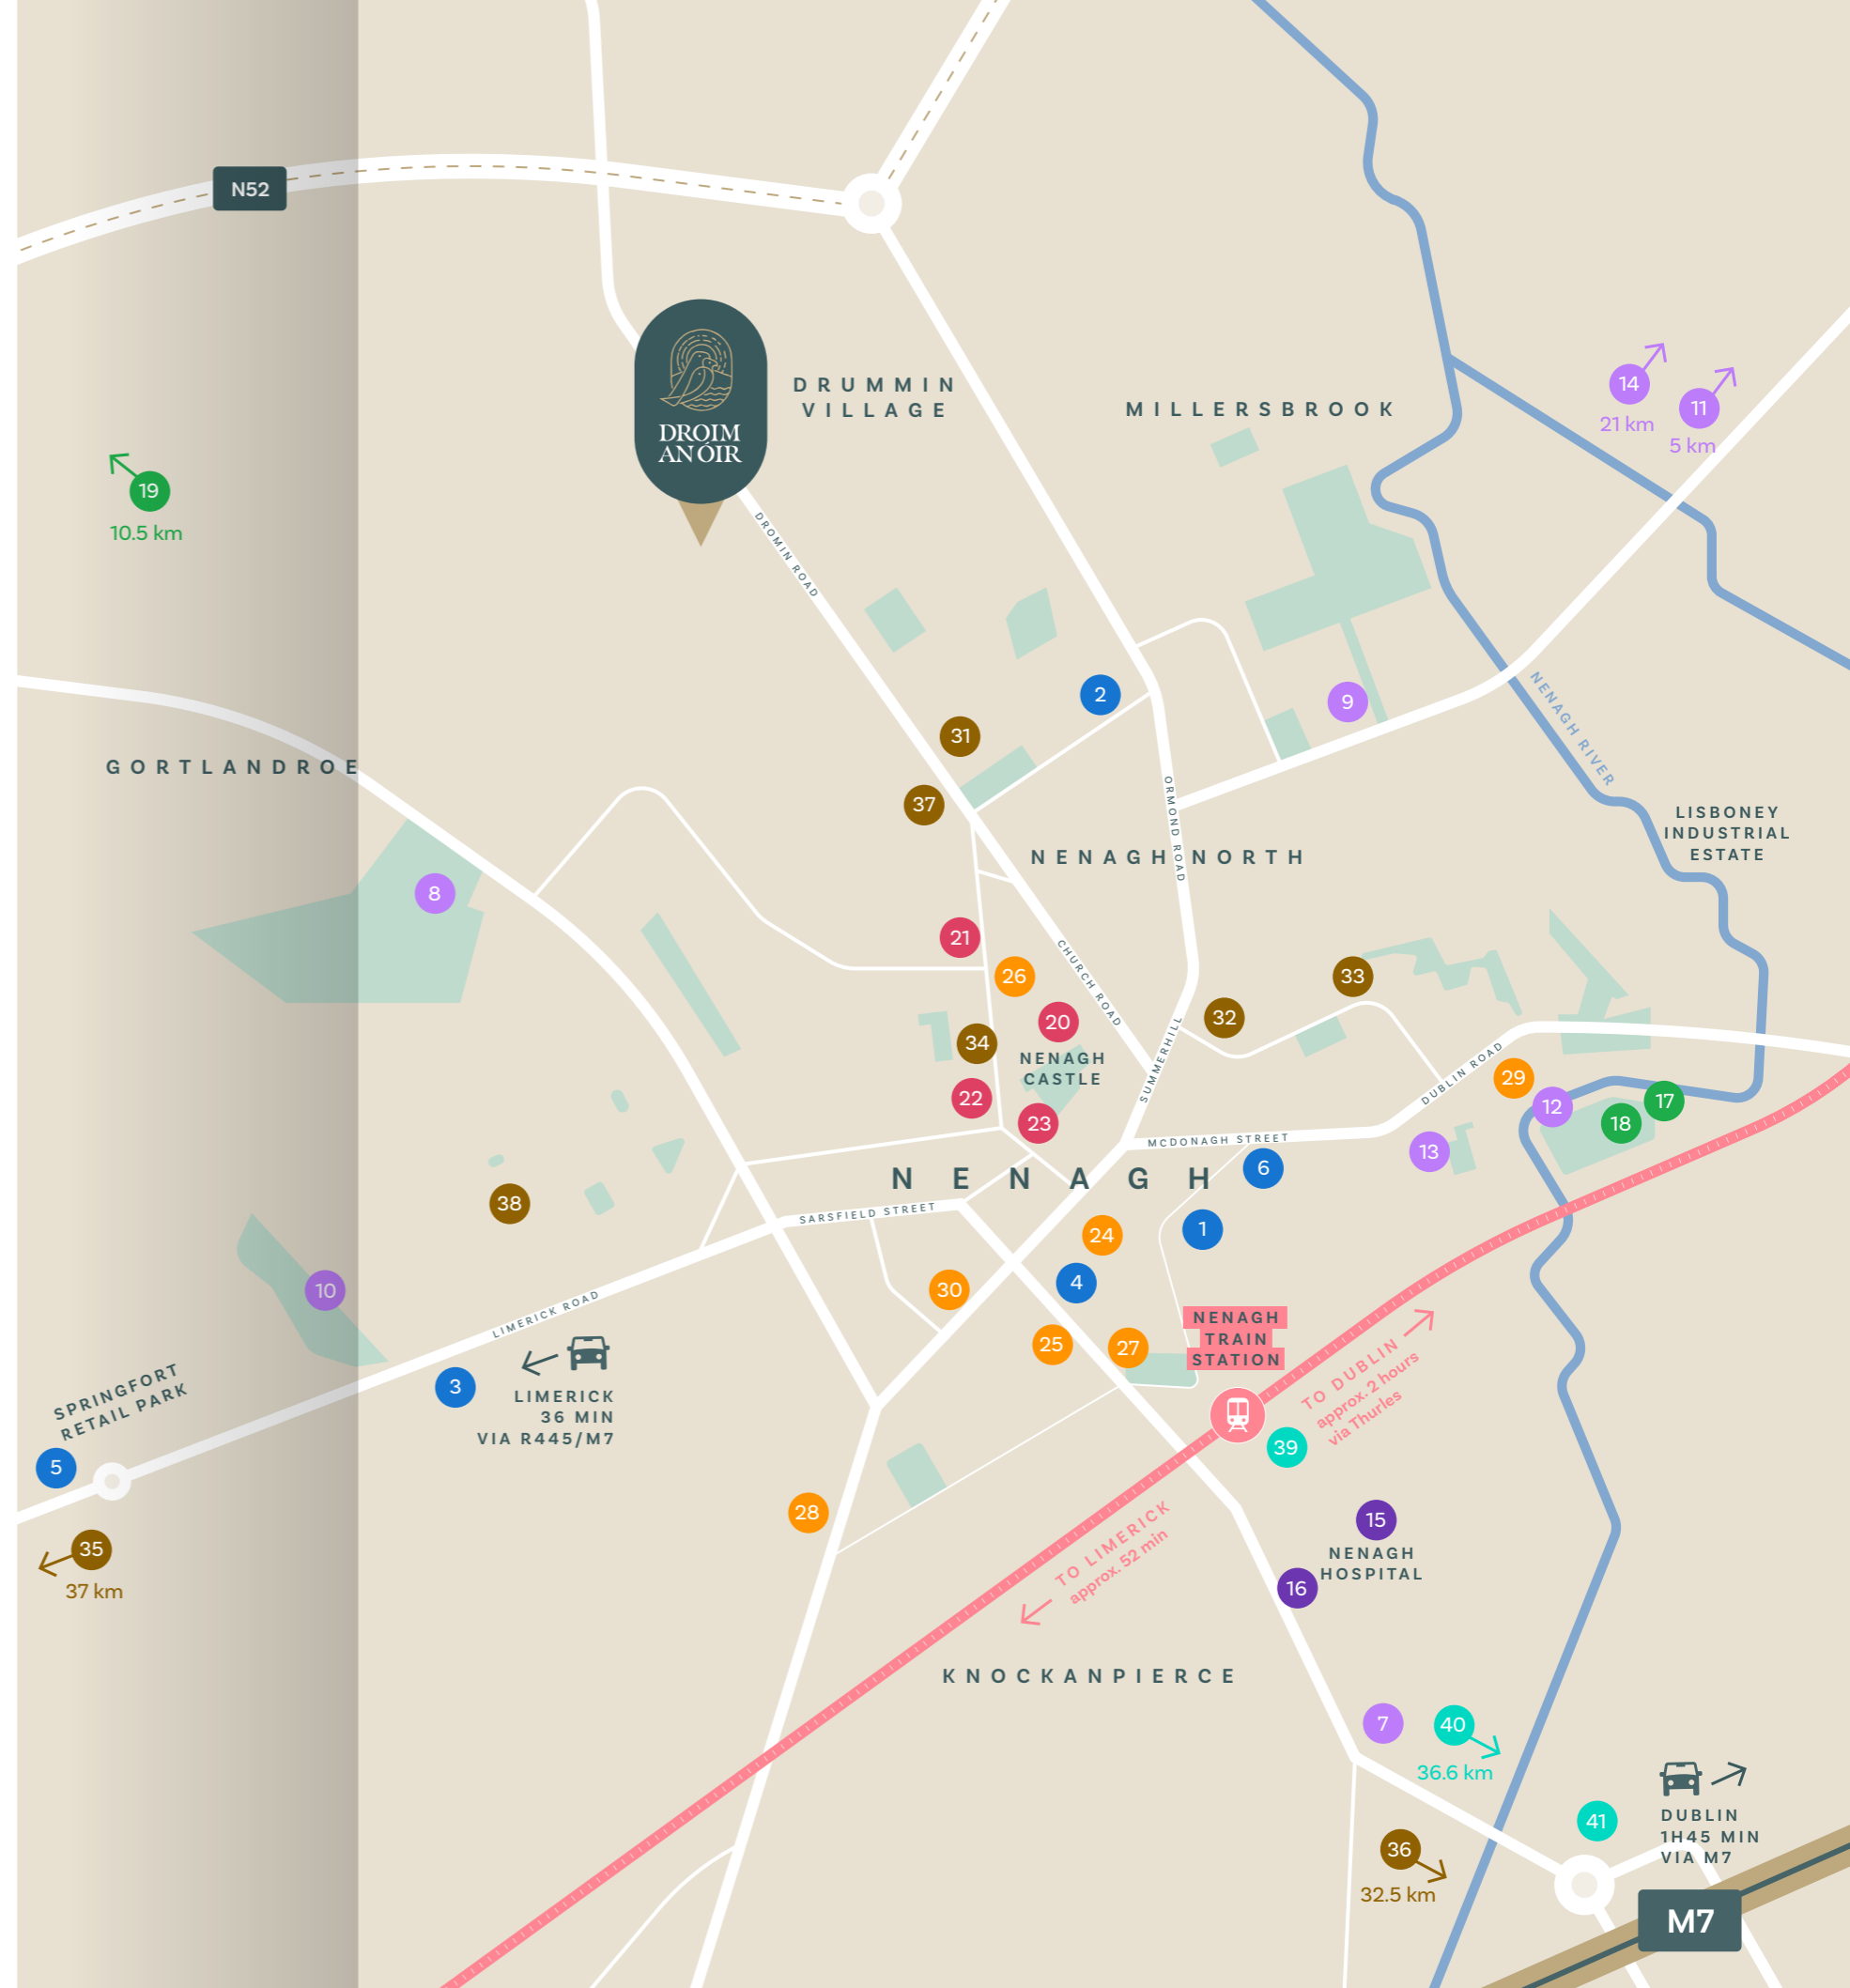 N52
DRUMMIN
VILLAGE
MILLERSBROOK
14
21 km
11
5 km
DROIM
AN ÓIR
19
10.5 km
DROMIN ROAD
2
9
31
NENAGH RIVER
GORTLANDROE
37
ORMOND ROAD
LISBONEY
INDUSTRIAL
ESTATE
NENAGH NORTH
8
21
26
CHURCH ROAD
33
20
32
34
NENAGH
CASTLE
SUMMERHILL
DUBLIN ROAD
29
22
23
12
17
18
MCDONAGH STREET
13
6
NENAGH
38
SARSFIELD STREET
24
1
10
30
4
LIMERICK ROAD
NENAGH
TRAIN
STATION
25
27
TO DUBLIN
approx. 2 hours
via Thurles
SPRINGFORT
RETAIL PARK
3
LIMERICK
36 MIN
VIA R445/M7
39
5
28
15
NENAGH
HOSPITAL
16
35
37 km
TO LIMERICK
approx. 52 min
KNOCKANPIERCE
7
40
36.6 km
41
DUBLIN
1H45 MIN
VIA M7
36
32.5 km
M7